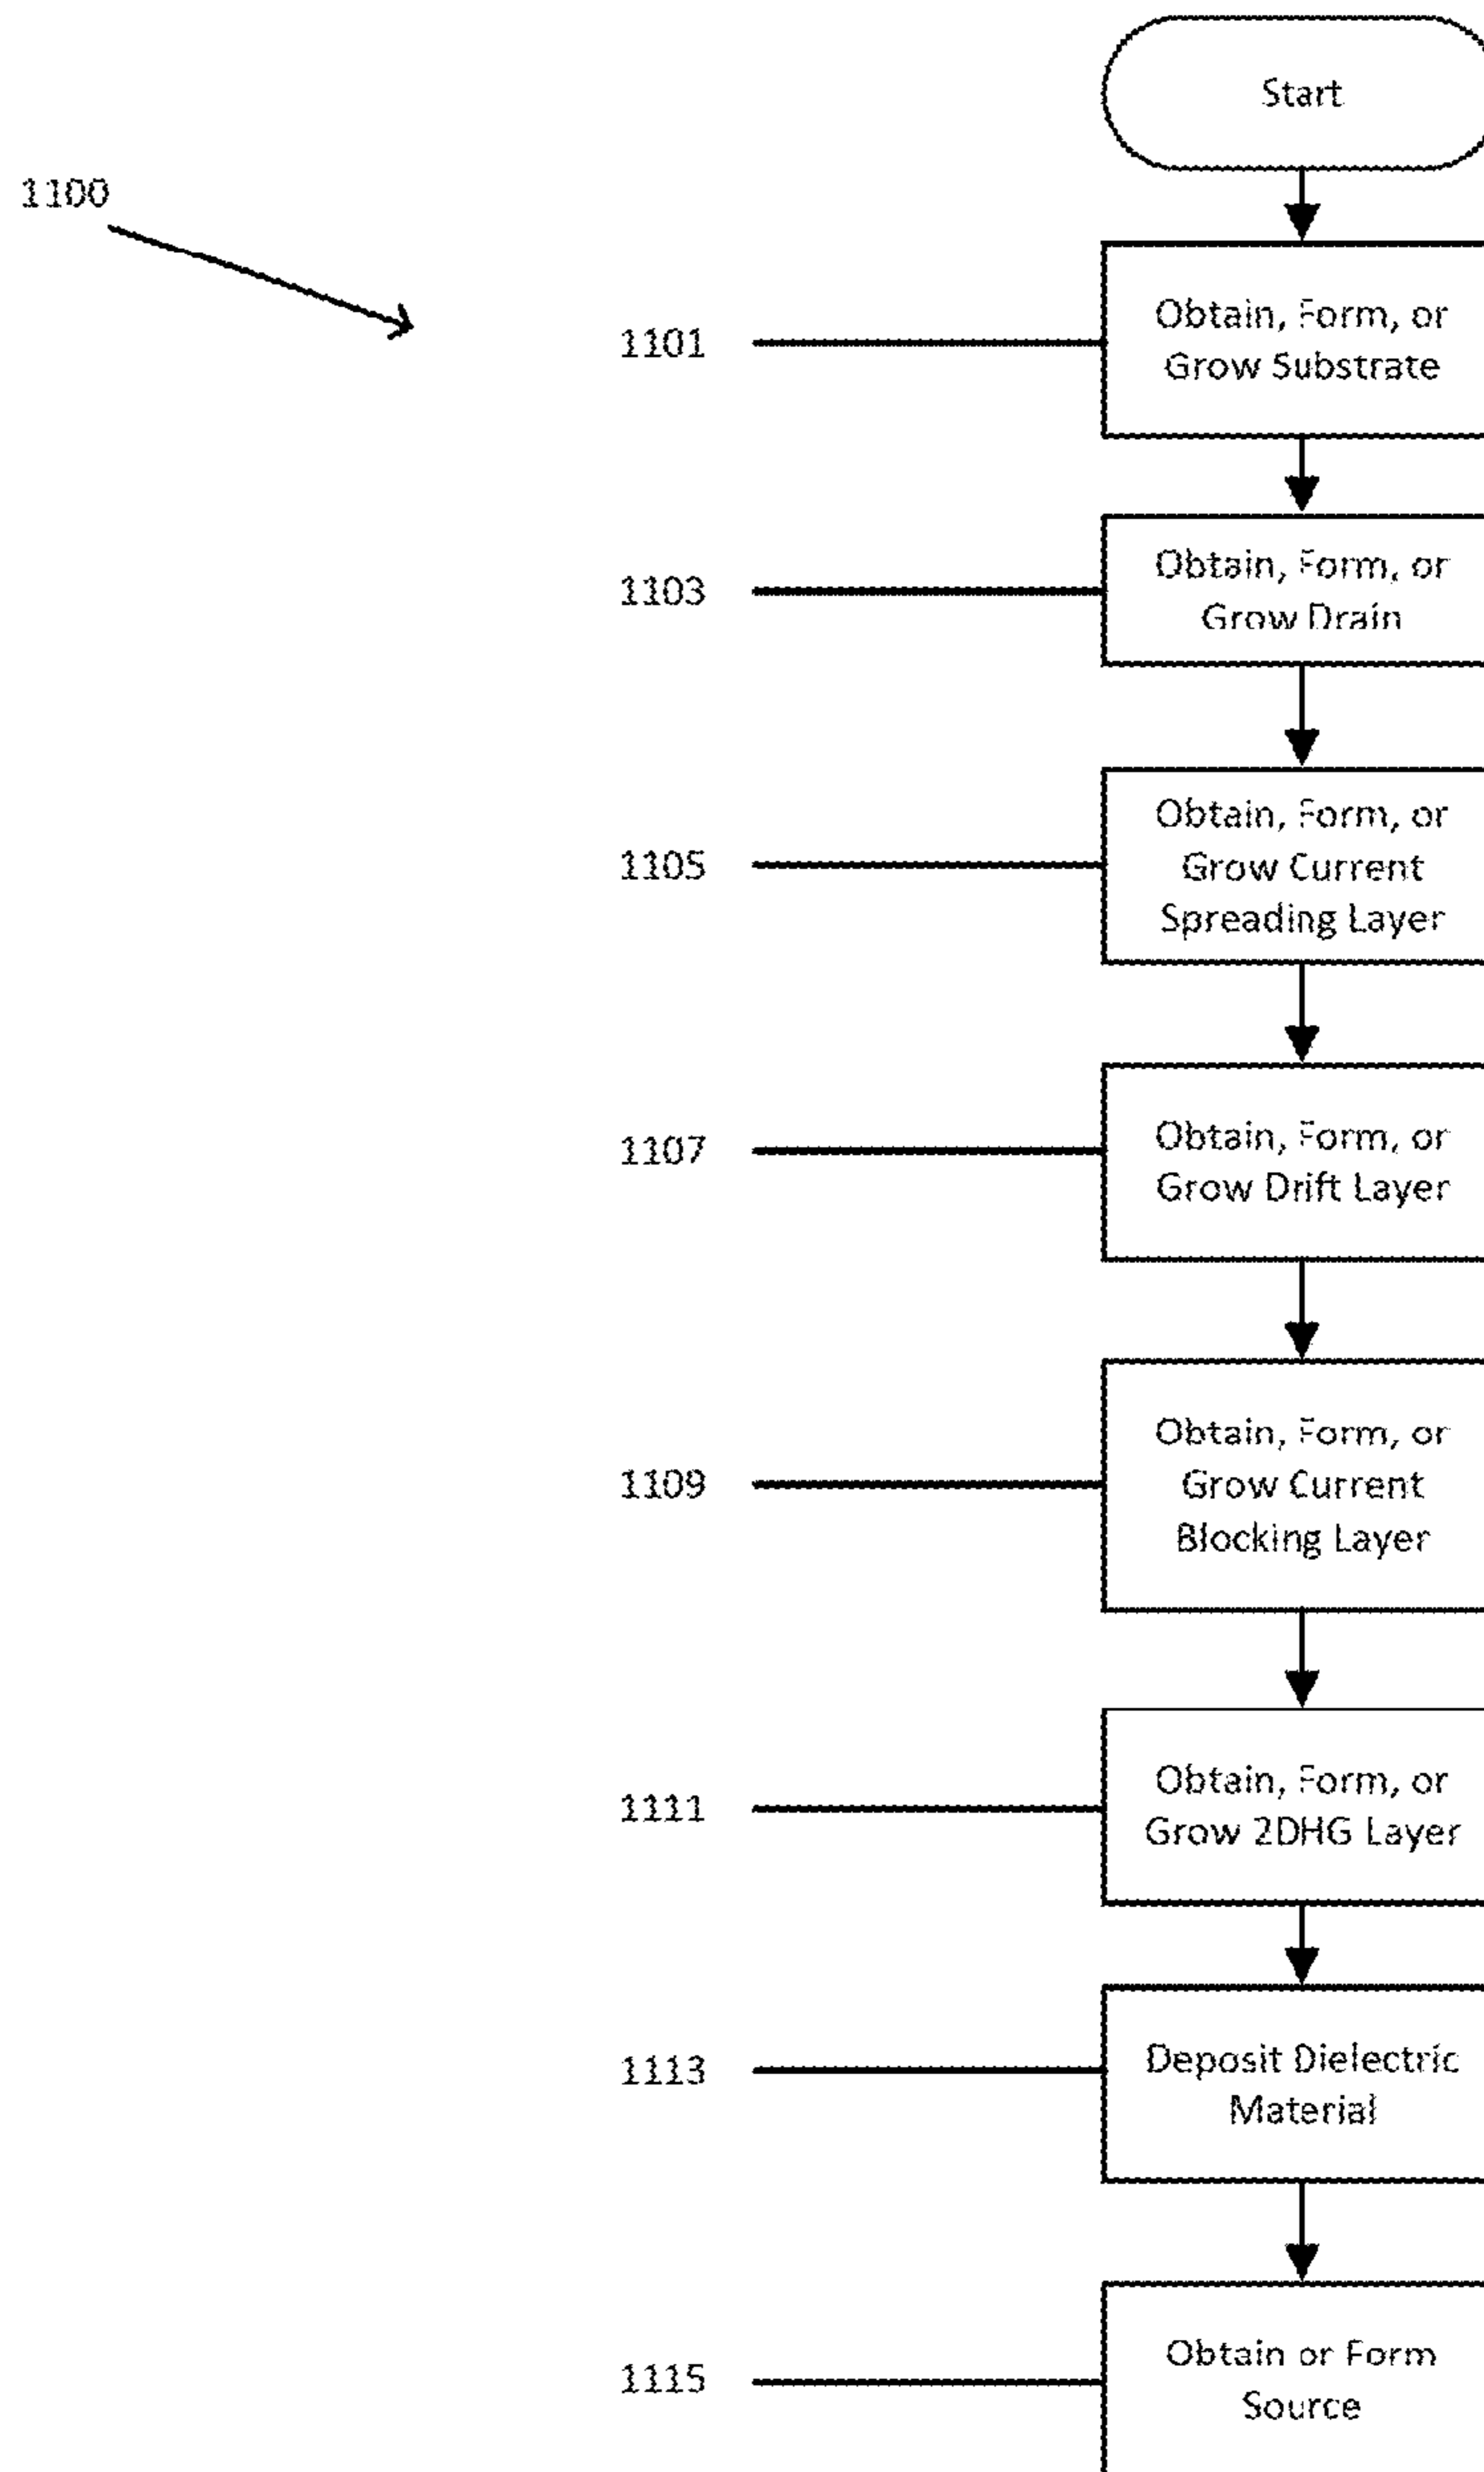 Start
1100
1101
Obtain, Form, or
Grow Substrate
1103
Obtain, Form, or
Grow Drain
1105
Obtain, Form, or
Grow Current
Spreading Layer
1107
Obtain, Form, or
Grow Drift Layer
1109
Obtain, Form, or
Grow Current
Blocking Layer
1111
Obtain, Form, or
Grow 2DHG Layer
1113
Deposit Dielectric
Material
1115
Obtain or Form
Source